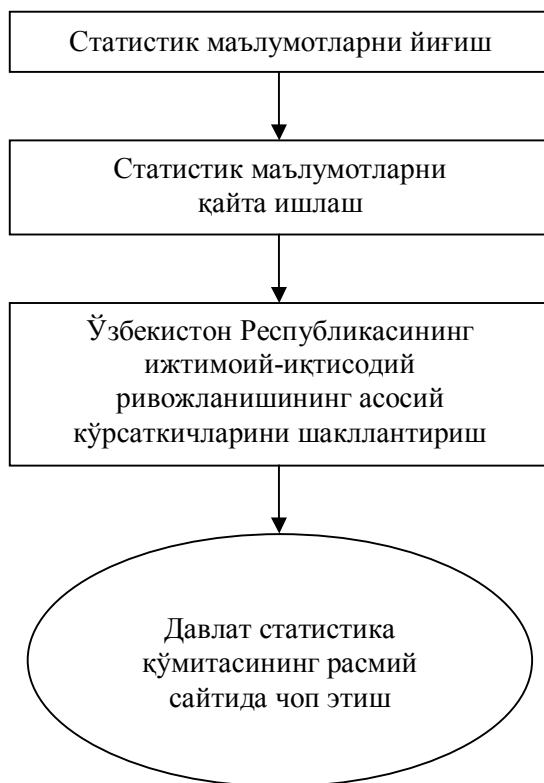 Статистик маълумотларни йиғиш
Статистик маълумотларни
қайта ишлаш
Ўзбекистон Республикасининг
ижтимоий-иқтисодий
ривожланишининг асосий
кўрсаткичларини шакллантириш
Давлат статистика
қўмитасининг расмий
сайтида чоп этиш